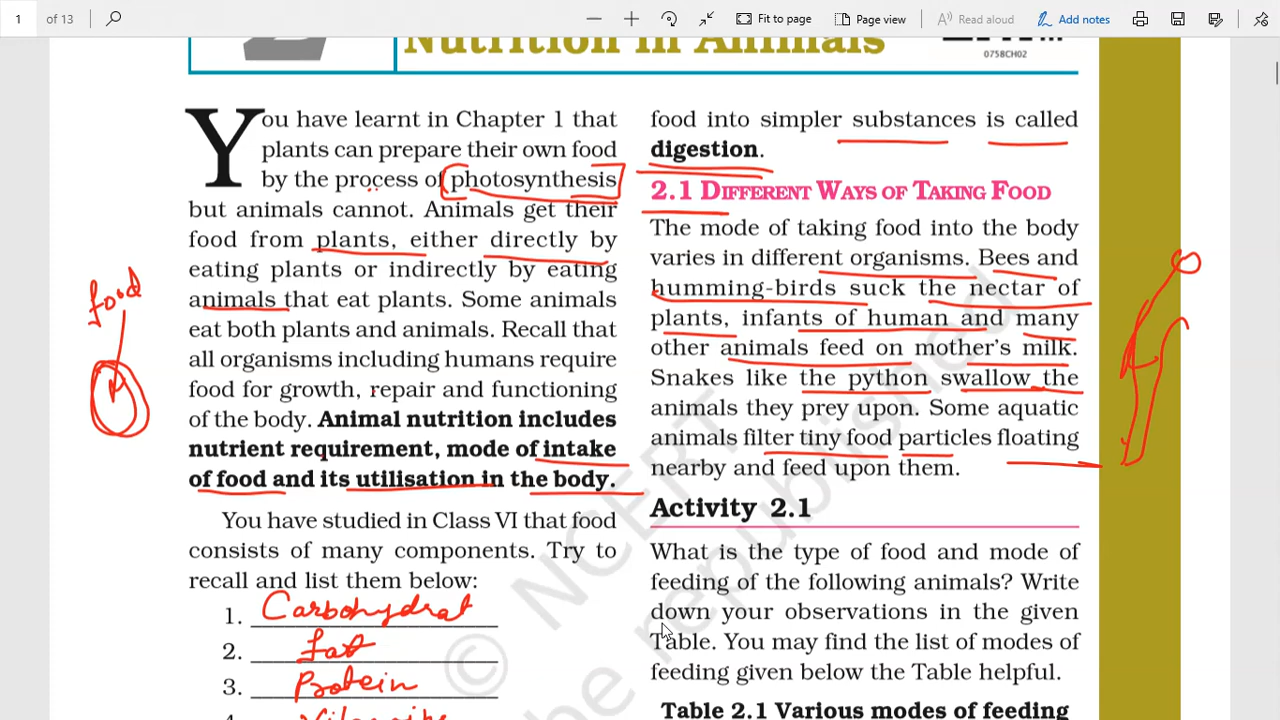 1 of 13 Fit to page Page view Read aloud Add notes
Nutrition in Animals
0758CH02
You have learnt in Chapter 1 that
plants can prepare their own food
by the process of photosynthesis
but animals cannot. Animals get their
food from plants, either directly by
eating plants or indirectly by eating
animals that eat plants. Some animals
eat both plants and animals. Recall that
all organisms including humans require
food for growth, repair and functioning
of the body. Animal nutrition includes
nutrient requirement, mode of intake
of food and its utilisation in the body.
You have studied in Class VI that food
consists of many components. Try to
recall and list them below:
1. Carbohydrat
2. fat
3. Protein
4.
food
food into simpler substances is called
digestion.
2.1 DIFFERENT WAYS OF TAKING FOOD
The mode of taking food into the body
varies in different organisms. Bees and
humming-birds suck the nectar of
plants, infants of human and many
other animals feed on mother's milk.
Snakes like the python swallow the
animals they prey upon. Some aquatic
animals filter tiny food particles floating
nearby and feed upon them.
Activity 2.1
What is the type of food and mode of
feeding of the following animals? Write
down your observations in the given
Table. You may find the list of modes of
feeding given below the Table helpful.
Table 2.1 Various modes of feeding
© NCERT
be republished